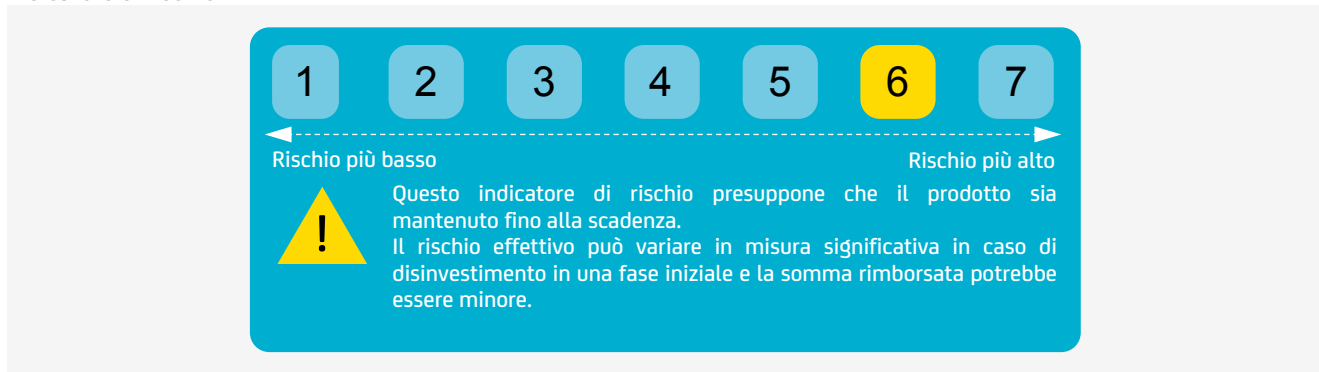 1 2 3 4 5 6 7
Rischio più basso Rischio più alto
Questo indicatore di rischio presuppone che il prodotto sia
mantenuto fino alla scadenza.
Il rischio effettivo può variare in misura significativa in caso di
disinvestimento in una fase iniziale e la somma rimborsata potrebbe
essere minore.
!